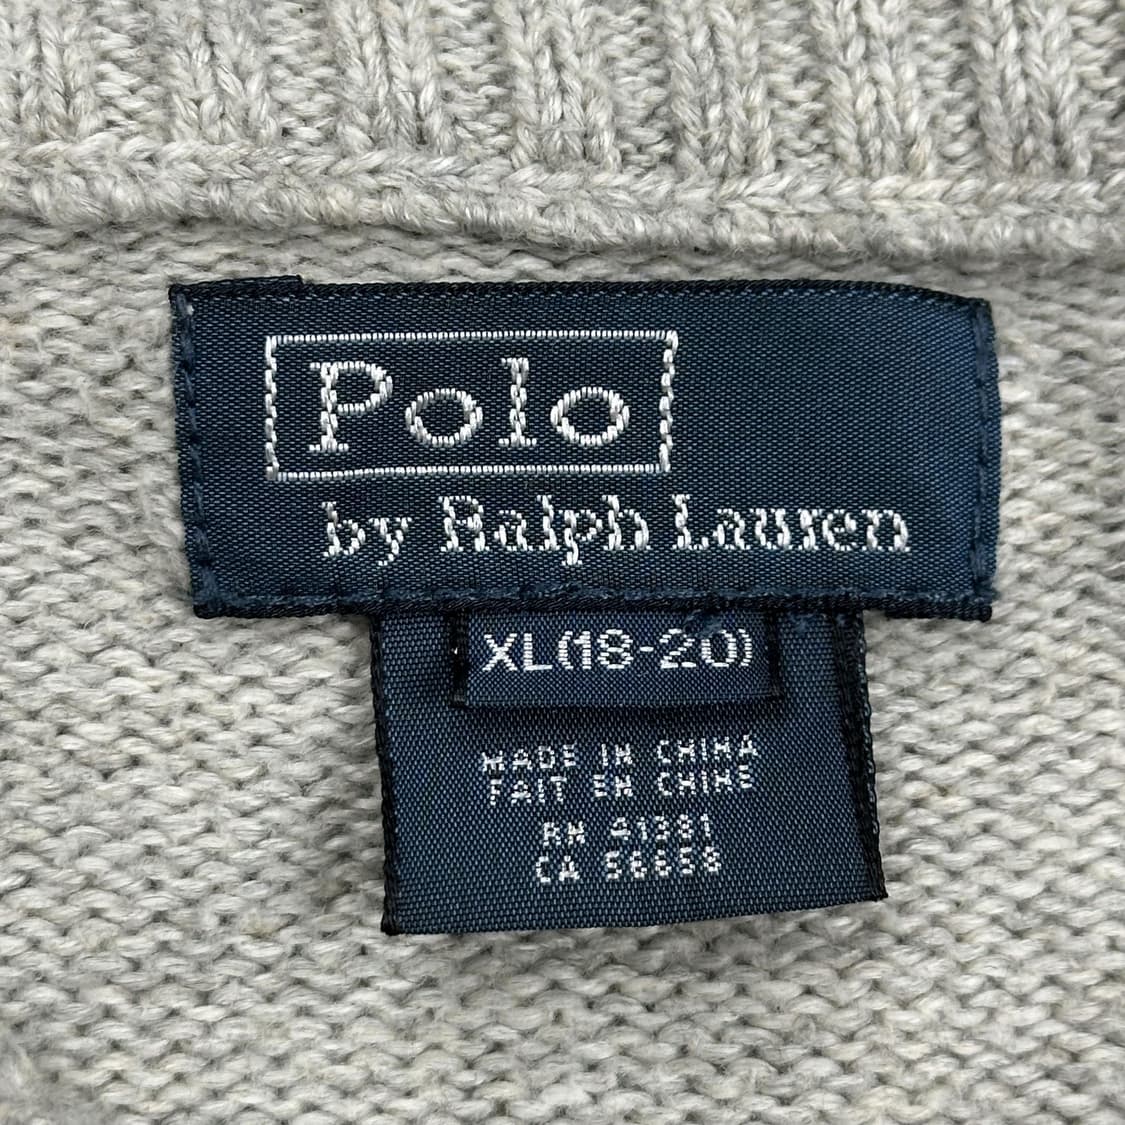 Polo
by Ralph Lauren
XL(18-20)
MADE IN CHINA
FAIT EN CHINE
RN 41381
CA 56658